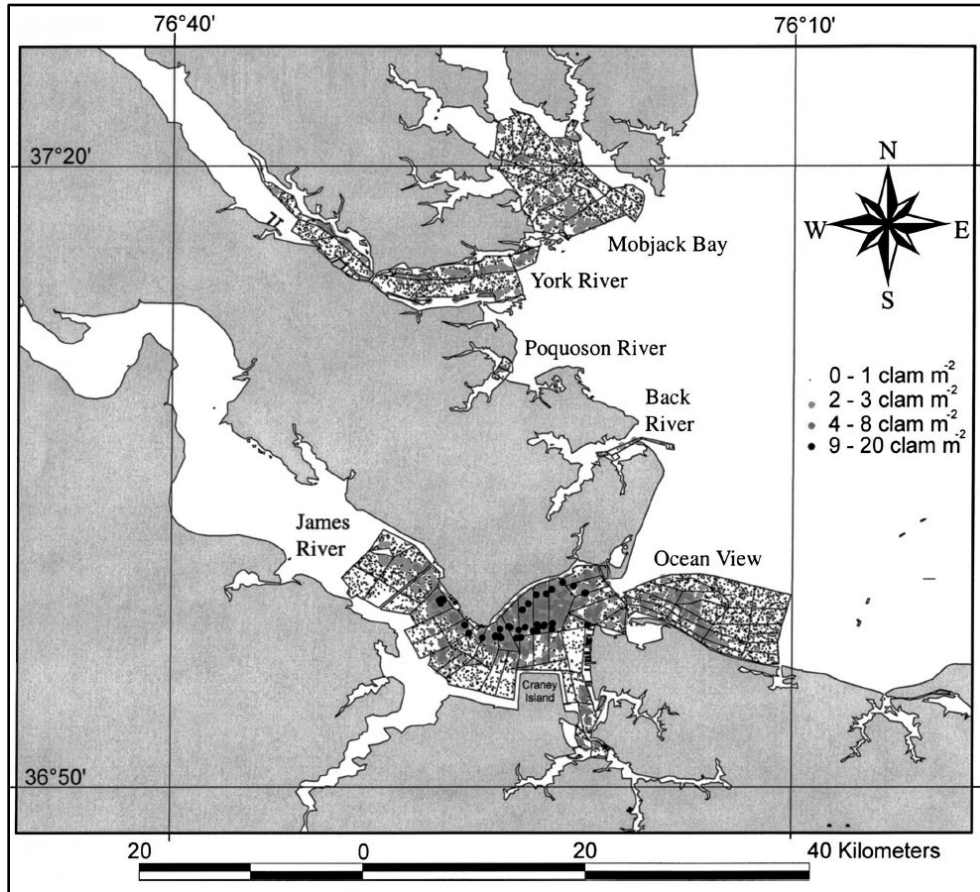 76°40'
76°10'
37°20'
N
W
E
S
Mobjack Bay
York River
Poquoson River
Back
River
0 - 1 clam m⁻²
2 - 3 clam m⁻²
4 - 8 clam m⁻²
9 - 20 clam m⁻²
James
River
Ocean View
Craney
Island
36°50'
20
0
20
40 Kilometers